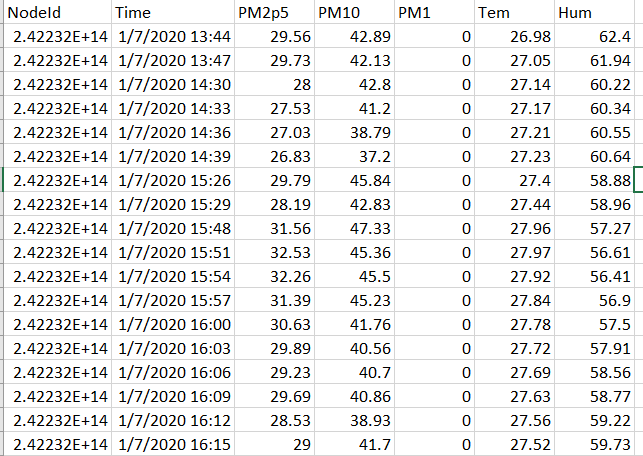 NodeId Time PM2p5 PM10 PM1 Tem Hum
2.42232E+14 1/7/2020 13:44 29.56 42.89 0 26.98 62.4
2.42232E+14 1/7/2020 13:47 29.73 42.13 0 27.05 61.94
2.42232E+14 1/7/2020 14:30 28 42.8 0 27.14 60.22
2.42232E+14 1/7/2020 14:33 27.53 41.2 0 27.17 60.34
2.42232E+14 1/7/2020 14:36 27.03 38.79 0 27.21 60.55
2.42232E+14 1/7/2020 14:39 26.83 37.2 0 27.23 60.64
2.42232E+14 1/7/2020 15:26 29.79 45.84 0 27.4 58.88
2.42232E+14 1/7/2020 15:29 28.19 42.83 0 27.44 58.96
2.42232E+14 1/7/2020 15:48 31.56 47.33 0 27.96 57.27
2.42232E+14 1/7/2020 15:51 32.53 45.36 0 27.97 56.61
2.42232E+14 1/7/2020 15:54 32.26 45.5 0 27.92 56.41
2.42232E+14 1/7/2020 15:57 31.39 45.23 0 27.84 56.9
2.42232E+14 1/7/2020 16:00 30.63 41.76 0 27.78 57.5
2.42232E+14 1/7/2020 16:03 29.89 40.56 0 27.72 57.91
2.42232E+14 1/7/2020 16:06 29.23 40.7 0 27.69 58.56
2.42232E+14 1/7/2020 16:09 29.69 40.86 0 27.63 58.77
2.42232E+14 1/7/2020 16:12 28.53 38.93 0 27.56 59.22
2.42232E+14 1/7/2020 16:15 29 41.7 0 27.52 59.73